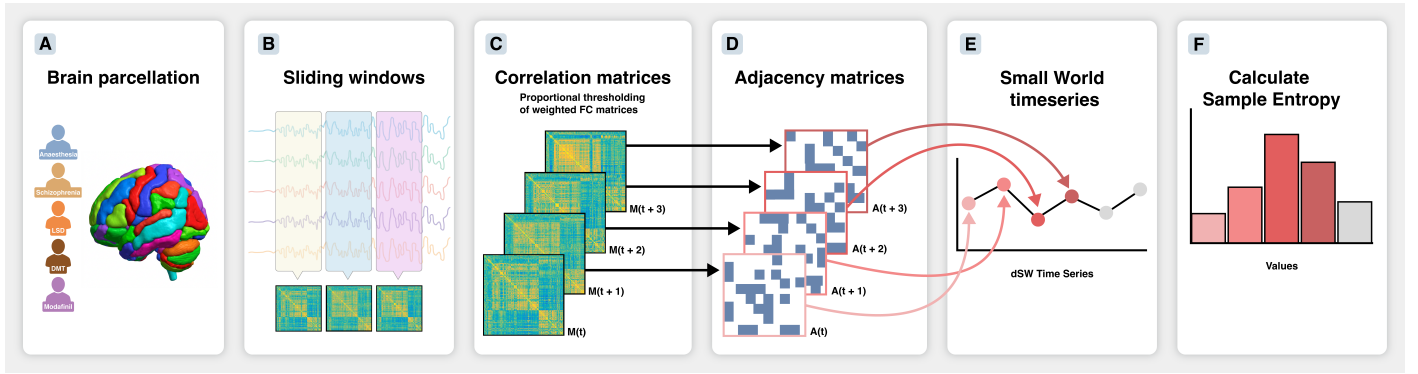 A
Brain parcellation
Anaesthesia
Schizophrenia
LSD
DMT
Modafinil
B
Sliding windows
C
Correlation matrices
Proportional thresholding
of weighted FC matrices
M(t + 3)
M(t + 2)
M(t + 1)
M(t)
D
Adjacency matrices
A(t + 3)
A(t + 2)
A(t + 1)
A(t)
E
Small World
timeseries
dSW Time Series
F
Calculate
Sample Entropy
Values